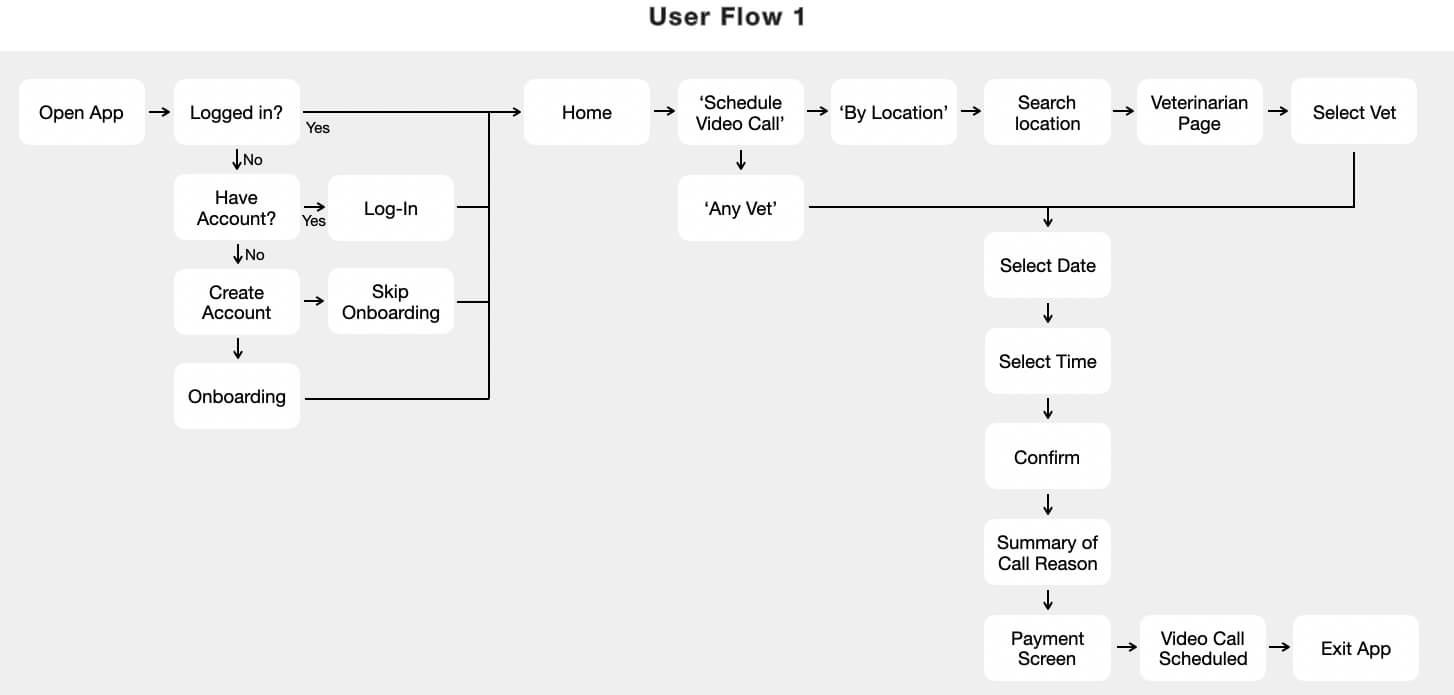 User Flow 1
Open App
Logged in?
Yes
Home
‘Schedule
Video Call’
‘By Location’
Search
location
Veterinarian
Page
Select Vet
No
Have
Account?
Yes
Log-In
‘Any Vet’
No
Create
Account
Skip
Onboarding
Onboarding
Select Date
Select Time
Confirm
Summary of
Call Reason
Payment
Screen
Video Call
Scheduled
Exit App